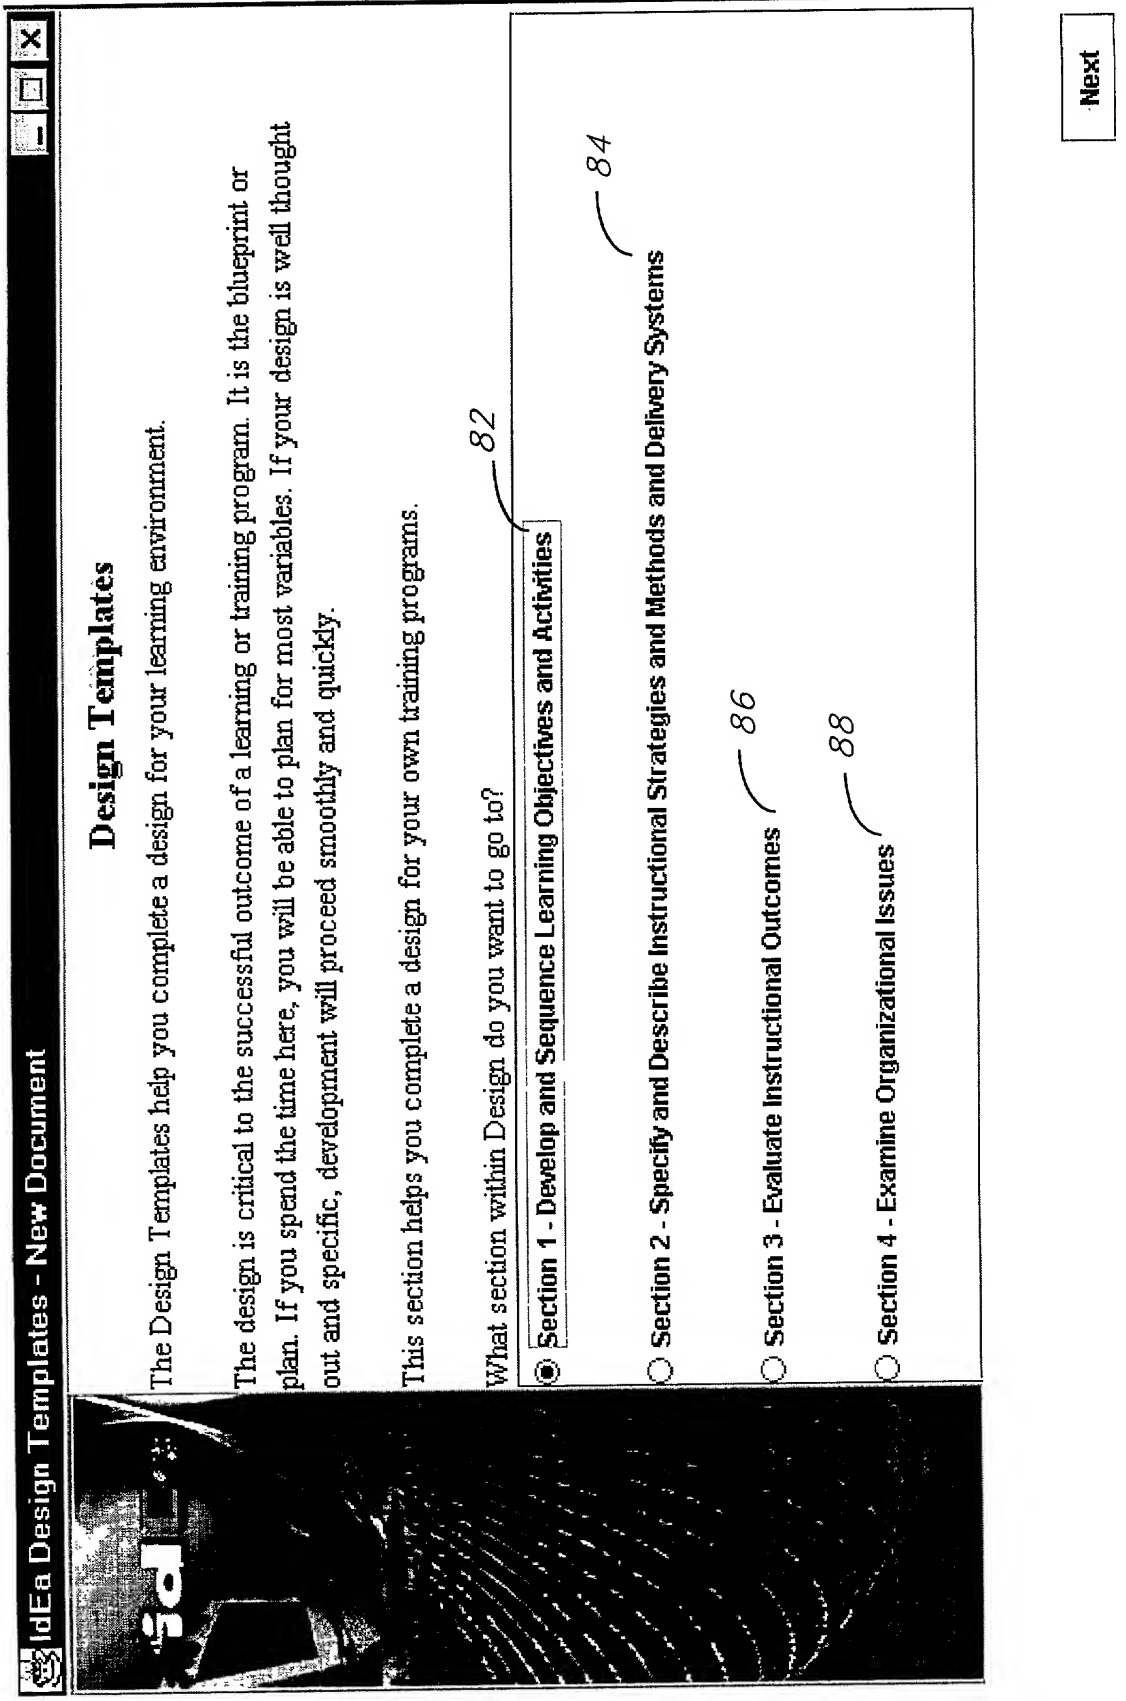 IdEa Design Templates - New Document
Design Templates
The Design Templates help you complete a design for your learning environment.
The design is critical to the successful outcome of a learning or training program. It is the blueprint or
plan. If you spend the time here, you will be able to plan for most variables. If your design is well thought
out and specific, development will proceed smoothly and quickly.
This section helps you complete a design for your own training programs.
What section within Design do you want to go to?
82
Section 1 - Develop and Sequence Learning Objectives and Activities
84
Section 2 - Specify and Describe Instructional Strategies and Methods and Delivery Systems
86
Section 3 - Evaluate Instructional Outcomes
88
Section 4 - Examine Organizational Issues
Next